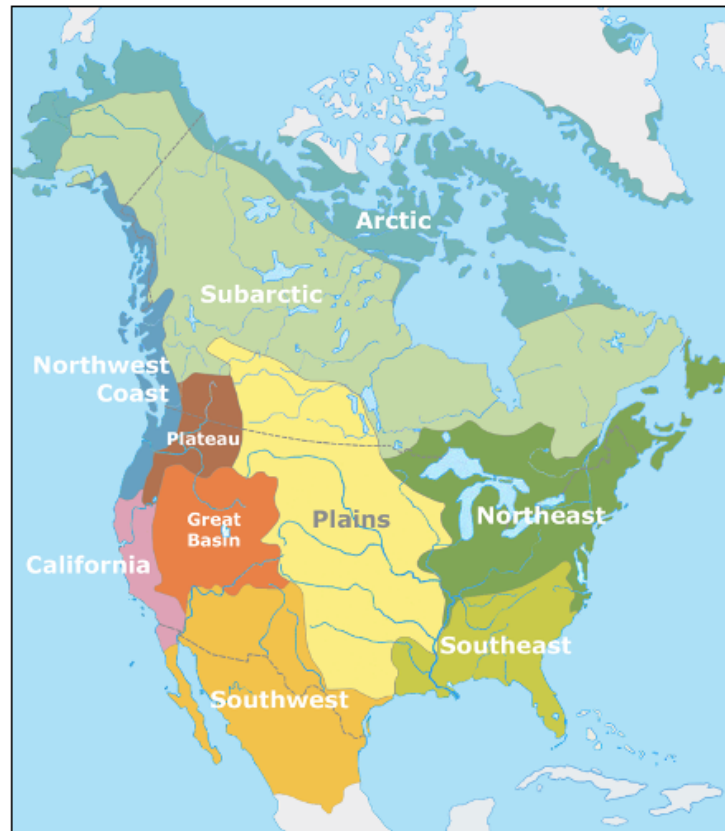 Arctic
Subarctic
Northwest
Coast
Plateau
Great
Basin
Plains
Northeast
California
Southeast
Southwest